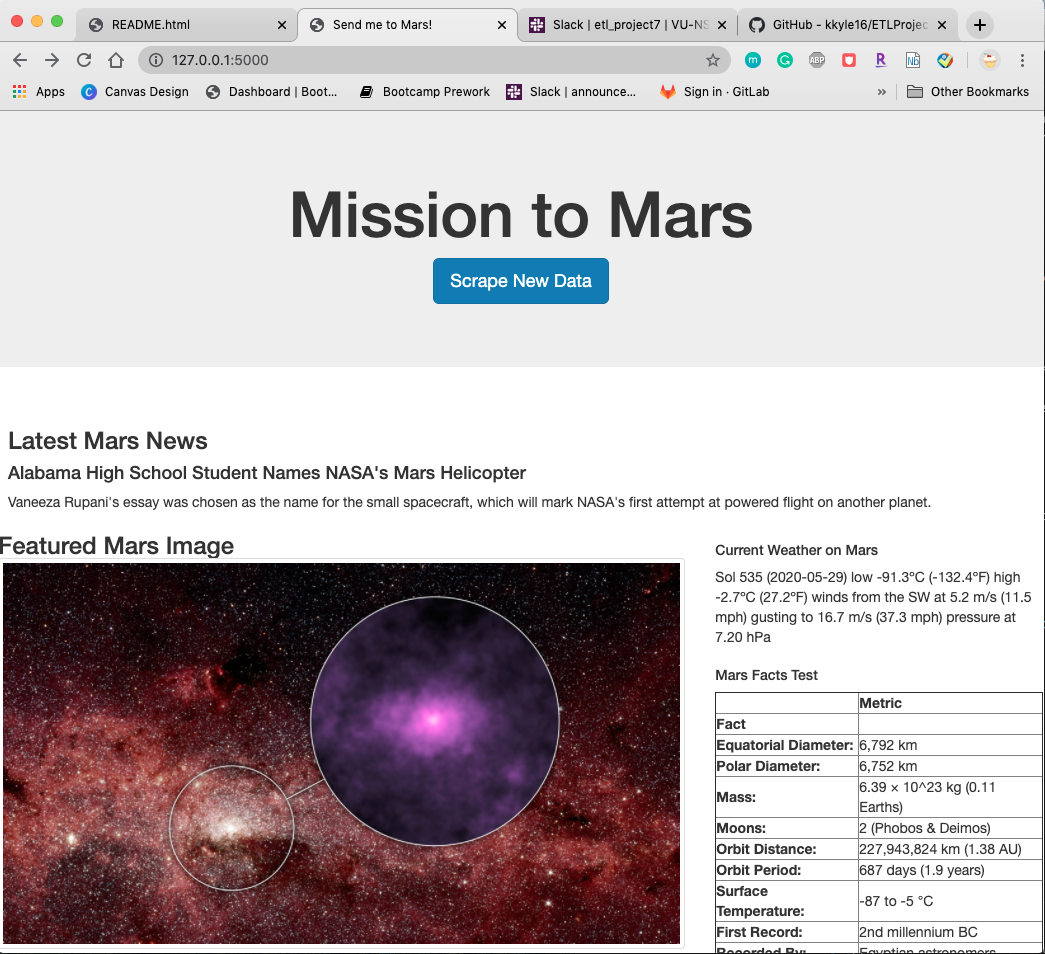 README.html
Send me to Mars!
Slack | etl_project7 | VU-NS
GitHub - kkyle16/ETLProjec
127.0.0.1:5000
ABP
Nb
Apps
Canvas Design
Dashboard | Boot...
Bootcamp Prework
Slack | announce...
Sign in · GitLab
»
Other Bookmarks
Mission to Mars
Scrape New Data
Latest Mars News
Alabama High School Student Names NASA's Mars Helicopter
Vaneeza Rupani's essay was chosen as the name for the small spacecraft, which will mark NASA's first attempt at powered flight on another planet.
Featured Mars Image
Current Weather on Mars
Sol 535 (2020-05-29) low -91.3ºC (-132.4ºF) high
-2.7ºC (27.2ºF) winds from the SW at 5.2 m/s (11.5
mph) gusting to 16.7 m/s (37.3 mph) pressure at
7.20 hPa
Mars Facts Test
Metric
Fact
Equatorial Diameter: 6,792 km
Polar Diameter: 6,752 km
Mass: 6.39 × 10^23 kg (0.11
Earths)
Moons: 2 (Phobos & Deimos)
Orbit Distance: 227,943,824 km (1.38 AU)
Orbit Period: 687 days (1.9 years)
Surface
Temperature: -87 to -5 °C
First Record: 2nd millennium BC
Recorded By: Egyptian astronomers